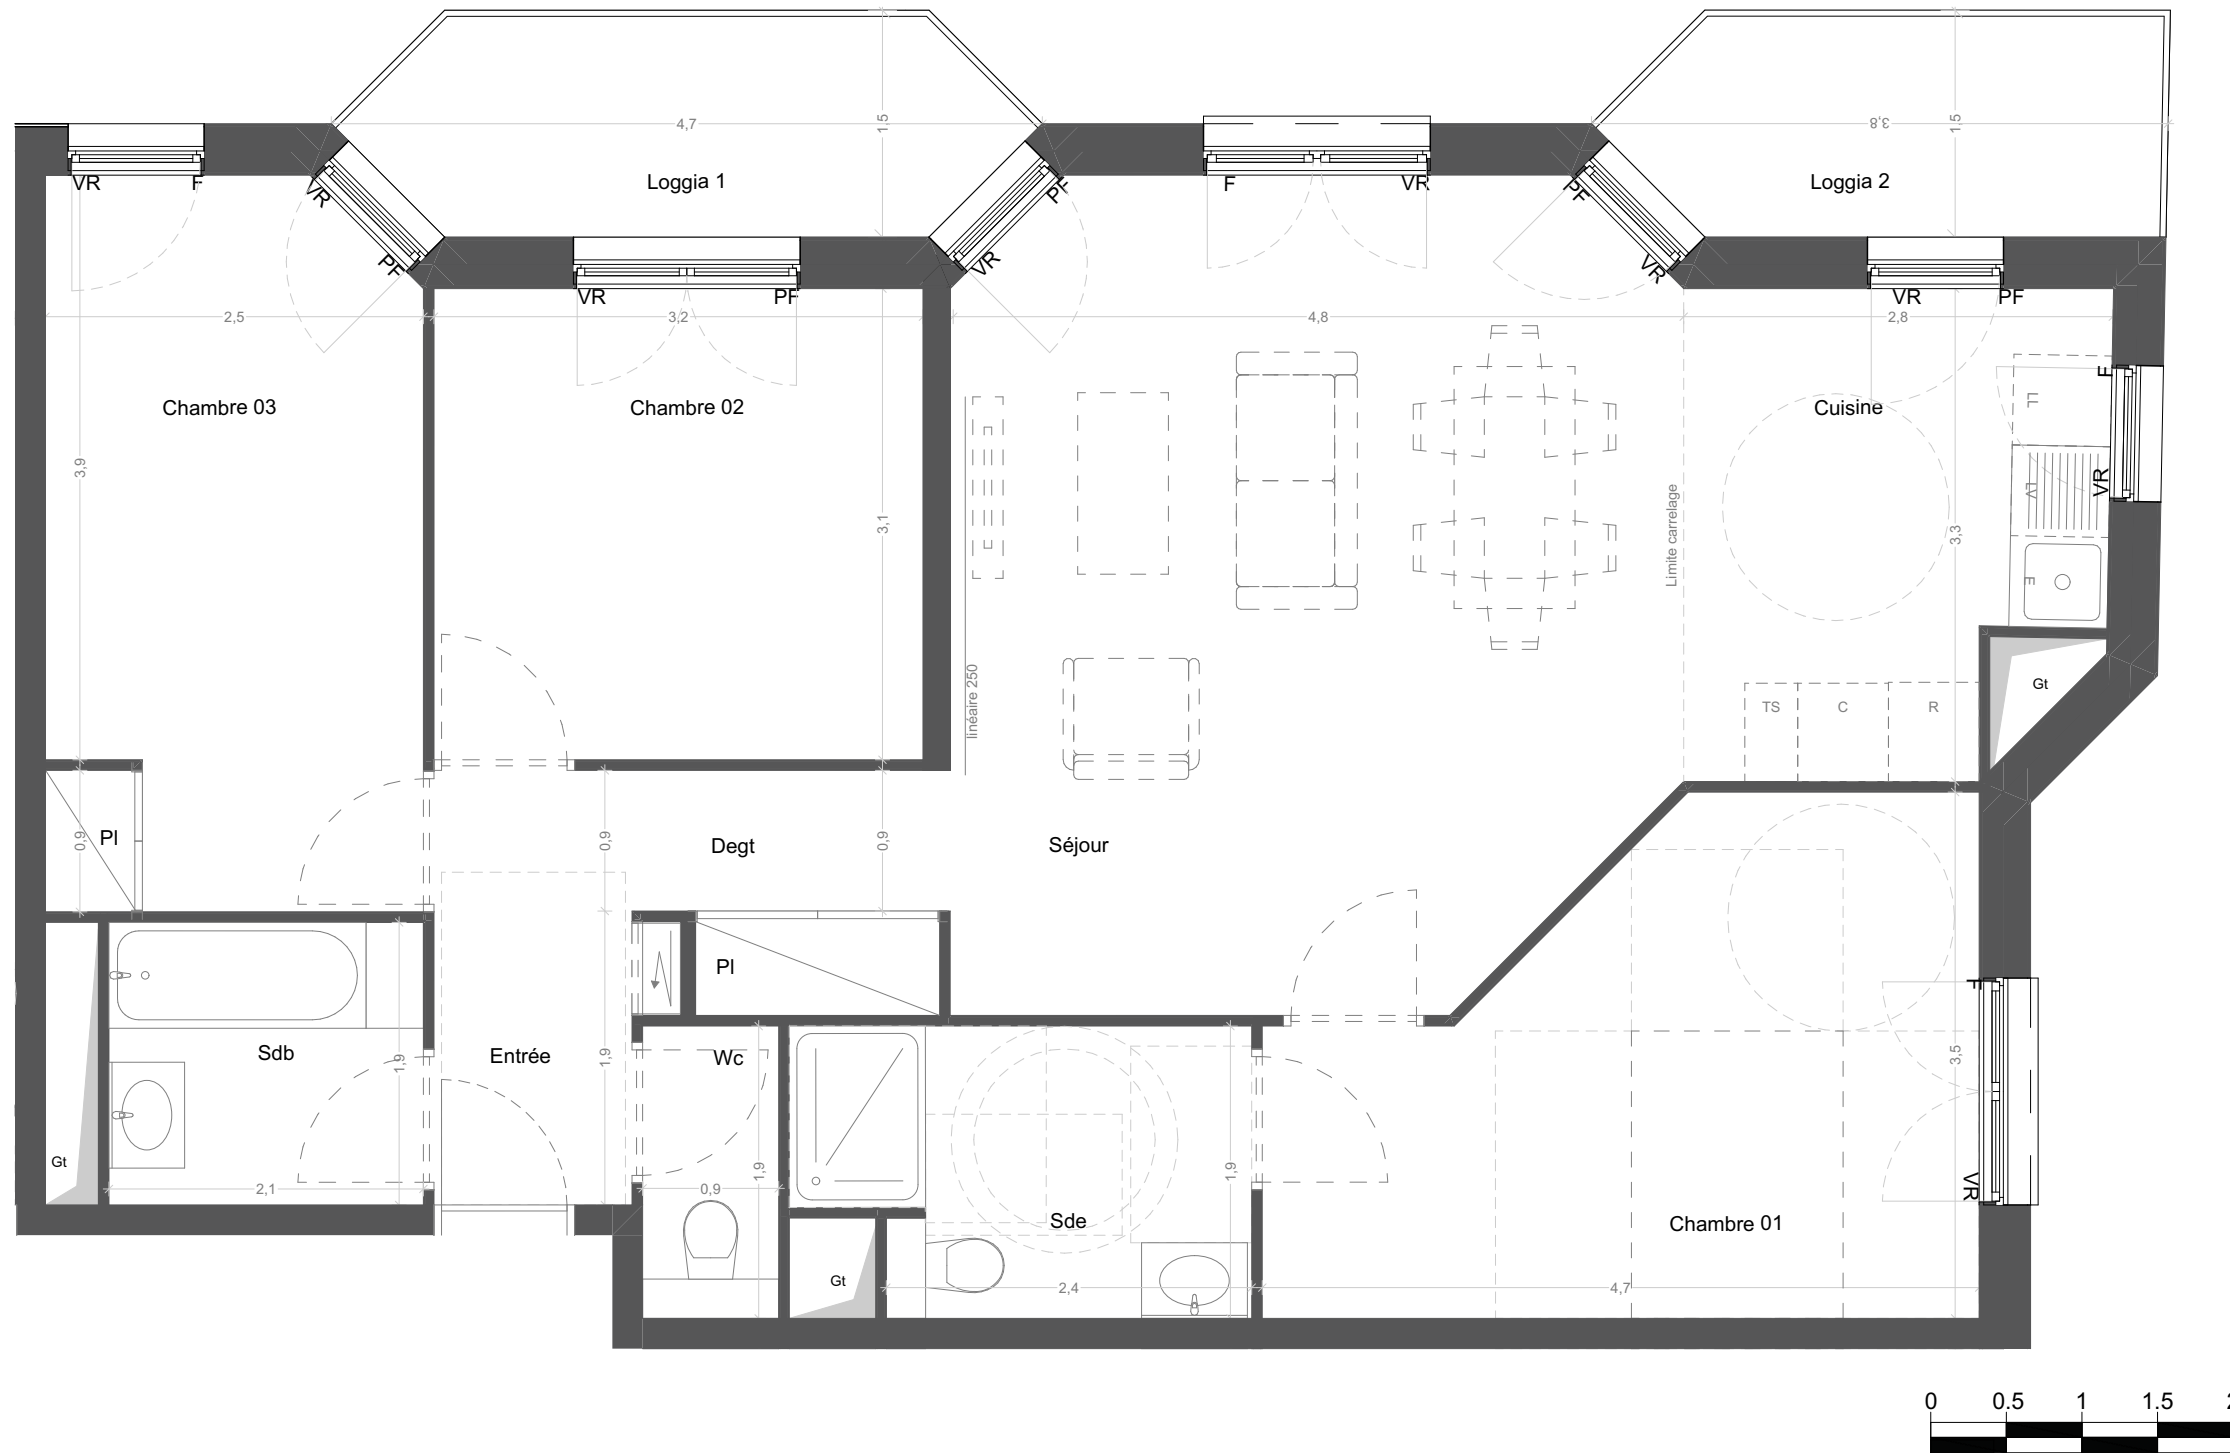 4,7
1,5
3,8
1,5
Loggia 1
Loggia 2
VR
F
VR
PF
PF
VR
F
VR
PF
VR
VR
PF
VR
PF
2,5
3,2
4,8
2,8
Chambre 03
Chambre 02
Cuisine
F
VR
LL
LV
E
3,9
3,1
3,3
Limite carrelage
linéaire 250
Gt
TS
C
R
Pl
0,9
0,9
Degt
0,9
Séjour
Pl
Sdb
1,9
Entrée
1,9
Wc
F
3,5
VR
Gt
2,1
0,9
1,9
1,9
Sde
Chambre 01
Gt
2,4
4,7
0
0.5
1
1.5